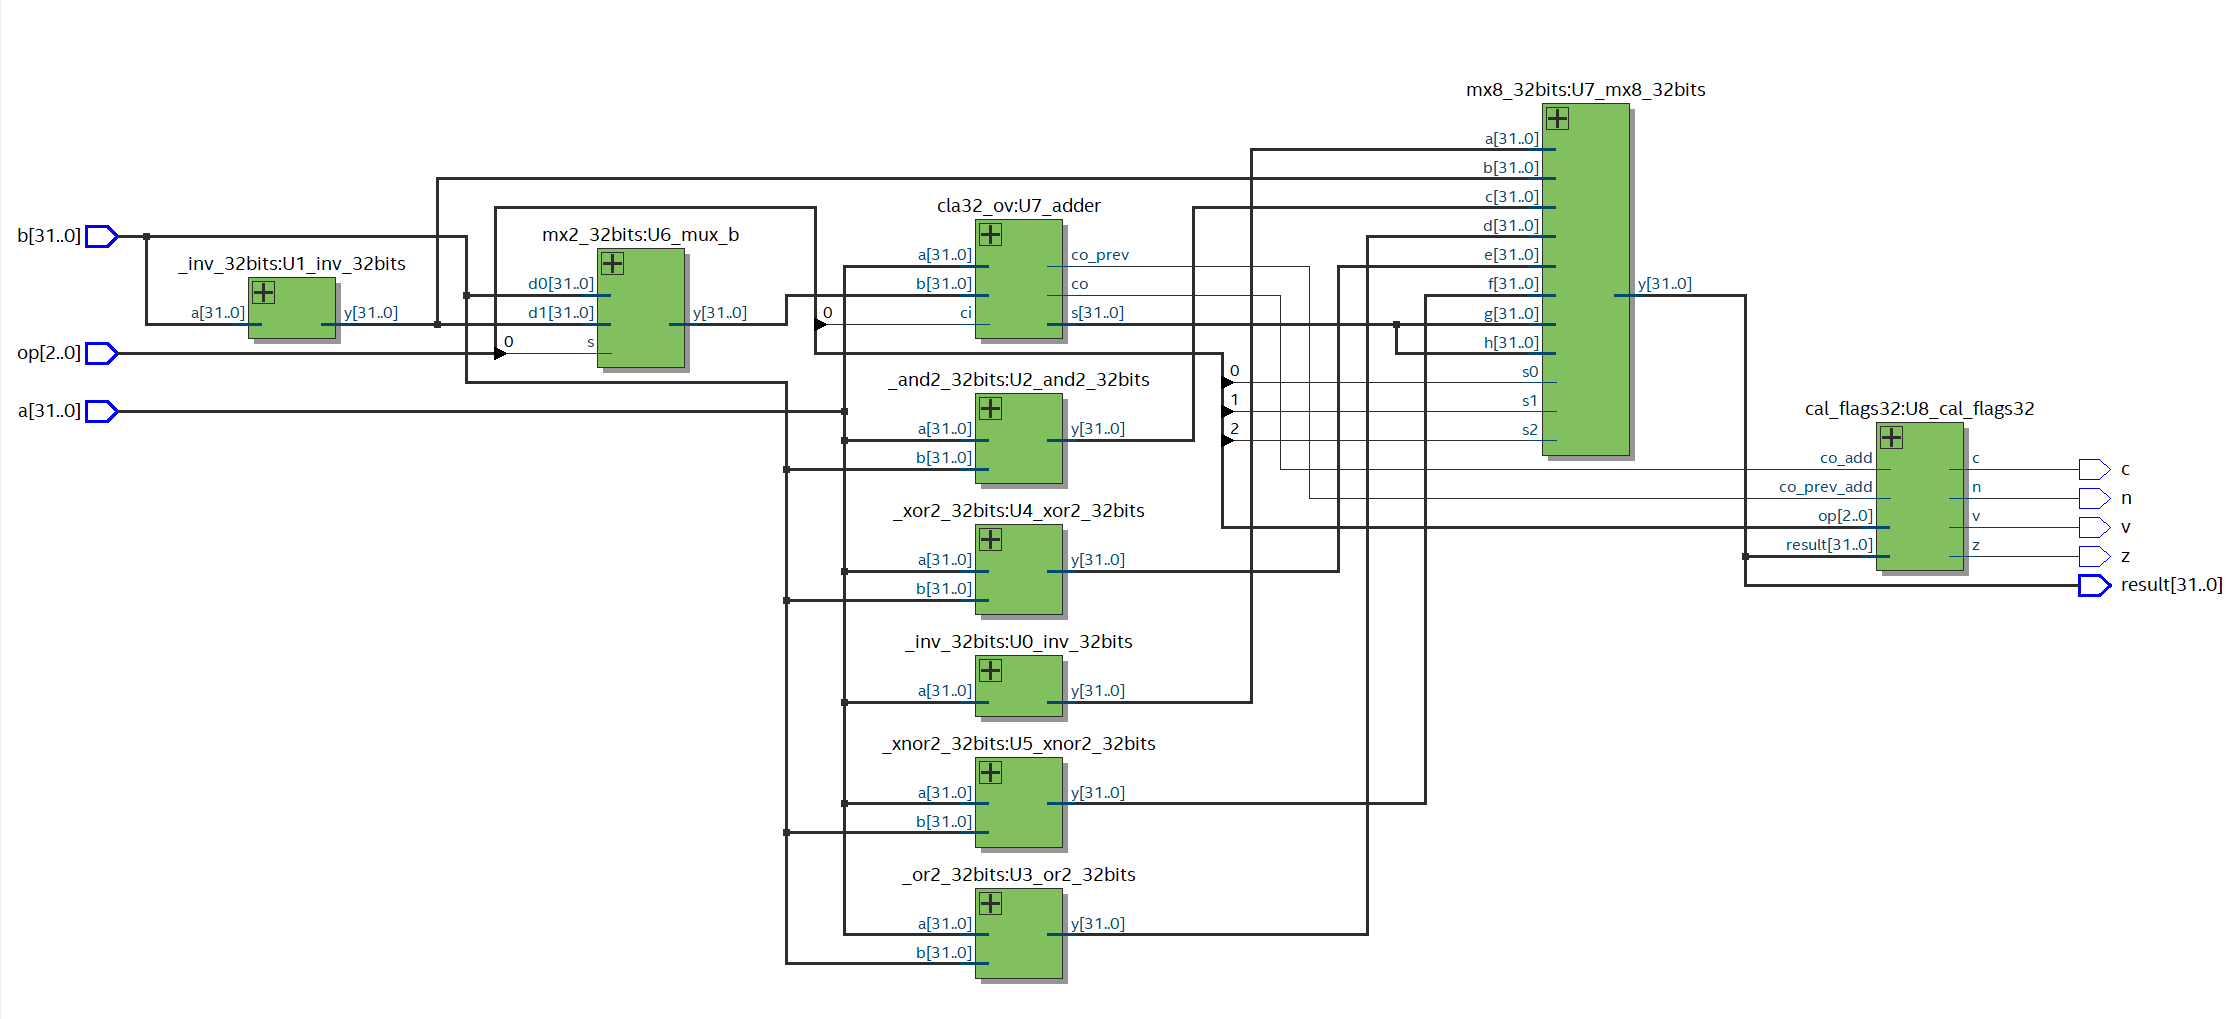 mx8_32bits:U7_mx8_32bits
a[31..0]
b[31..0]
c[31..0]
d[31..0]
e[31..0]
f[31..0]
g[31..0]
h[31..0]
s0
s1
s2
y[31..0]
0
1
2
cla32_ov:U7_adder
a[31..0]
b[31..0]
ci
co_prev
co
s[31..0]
0
b[31..0]
op[2..0]
a[31..0]
_inv_32bits:U1_inv_32bits
a[31..0]
y[31..0]
mx2_32bits:U6_mux_b
d0[31..0]
d1[31..0]
s
y[31..0]
0
_and2_32bits:U2_and2_32bits
a[31..0]
b[31..0]
y[31..0]
cal_flags32:U8_cal_flags32
co_add
co_prev_add
op[2..0]
result[31..0]
c
n
v
z
c
n
v
z
result[31..0]
_xor2_32bits:U4_xor2_32bits
a[31..0]
b[31..0]
y[31..0]
_inv_32bits:U0_inv_32bits
a[31..0]
y[31..0]
_xnor2_32bits:U5_xnor2_32bits
a[31..0]
b[31..0]
y[31..0]
_or2_32bits:U3_or2_32bits
a[31..0]
b[31..0]
y[31..0]